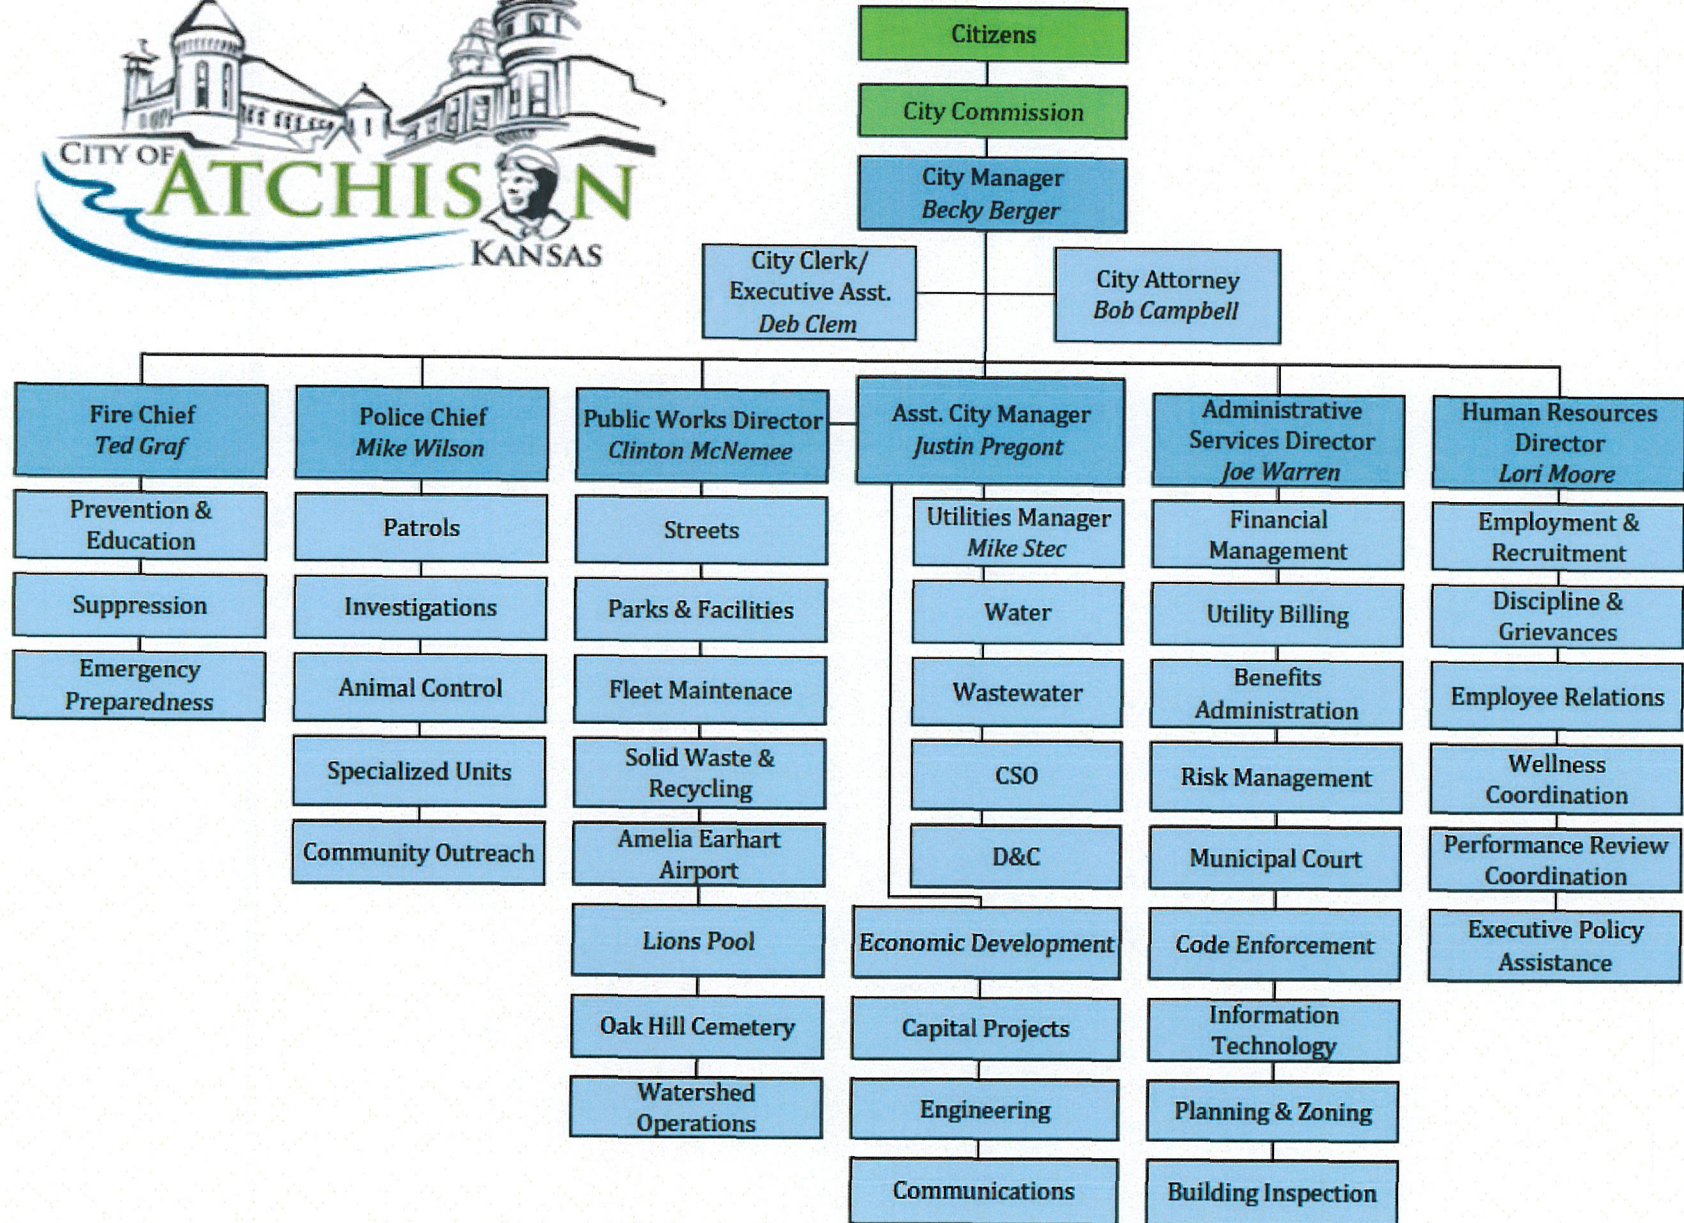 CITY OF
ATCHISON
KANSAS
Citizens
City Commission
City Manager
Becky Berger
City Clerk/
Executive Asst.
Deb Clem
City Attorney
Bob Campbell
Fire Chief
Ted Graf
Prevention &
Education
Suppression
Emergency
Preparedness
Police Chief
Mike Wilson
Patrols
Investigations
Animal Control
Specialized Units
Community Outreach
Public Works Director
Clinton McNemee
Streets
Parks & Facilities
Fleet Maintenace
Solid Waste &
Recycling
Amelia Earhart
Airport
Lions Pool
Oak Hill Cemetery
Watershed
Operations
Asst. City Manager
Justin Pregont
Utilities Manager
Mike Stec
Water
Wastewater
CSO
D&C
Economic Development
Capital Projects
Engineering
Communications
Administrative
Services Director
Joe Warren
Financial
Management
Utility Billing
Benefits
Administration
Risk Management
Municipal Court
Code Enforcement
Information
Technology
Planning & Zoning
Building Inspection
Human Resources
Director
Lori Moore
Employment &
Recruitment
Discipline &
Grievances
Employee Relations
Wellness
Coordination
Performance Review
Coordination
Executive Policy
Assistance